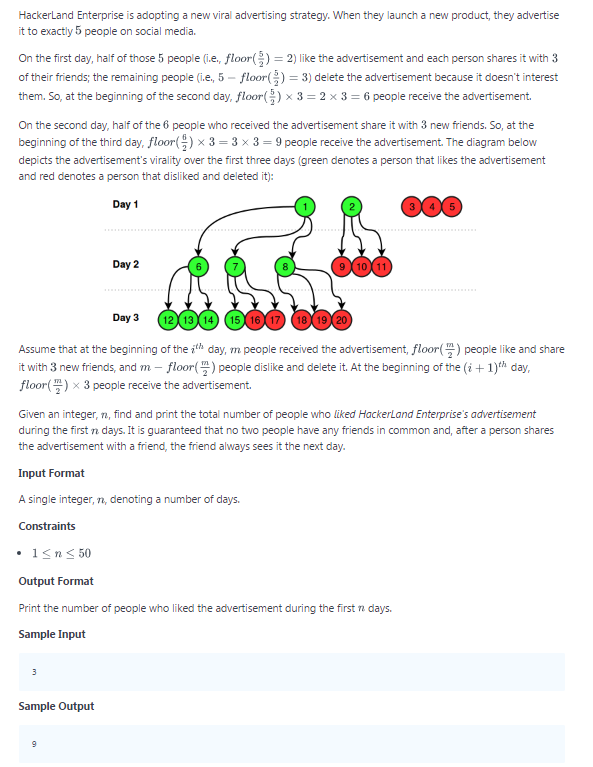 HackerLand Enterprise is adopting a new viral advertising strategy. When they launch a new product, they advertise
it to exactly 5 people on social media.
On the first day, half of those 5 people (i.e., floor(5/2) = 2) like the advertisement and each person shares it with 3
of their friends; the remaining people (i.e., 5 − floor(5/2) = 3) delete the advertisement because it doesn't interest
them. So, at the beginning of the second day, floor(5/2) × 3 = 2 × 3 = 6 people receive the advertisement.
On the second day, half of the 6 people who received the advertisement share it with 3 new friends. So, at the
beginning of the third day, floor(6/2) × 3 = 3 × 3 = 9 people receive the advertisement. The diagram below
depicts the advertisement's virality over the first three days (green denotes a person that likes the advertisement
and red denotes a person that disliked and deleted it):
Day 1 1 2 3 4 5
Day 2 6 7 8 9 10 11
Day 3 12 13 14 15 16 17 18 19 20
Assume that at the beginning of the ith day, m people received the advertisement, floor(m/2) people like and share
it with 3 new friends, and m − floor(m/2) people dislike and delete it. At the beginning of the (i + 1)th day,
floor(m/2) × 3 people receive the advertisement.
Given an integer, n, find and print the total number of people who liked HackerLand Enterprise's advertisement
during the first n days. It is guaranteed that no two people have any friends in common and, after a person shares
the advertisement with a friend, the friend always sees it the next day.
Input Format
A single integer, n, denoting a number of days.
Constraints
• 1 ≤ n ≤ 50
Output Format
Print the number of people who liked the advertisement during the first n days.
Sample Input
3
Sample Output
9